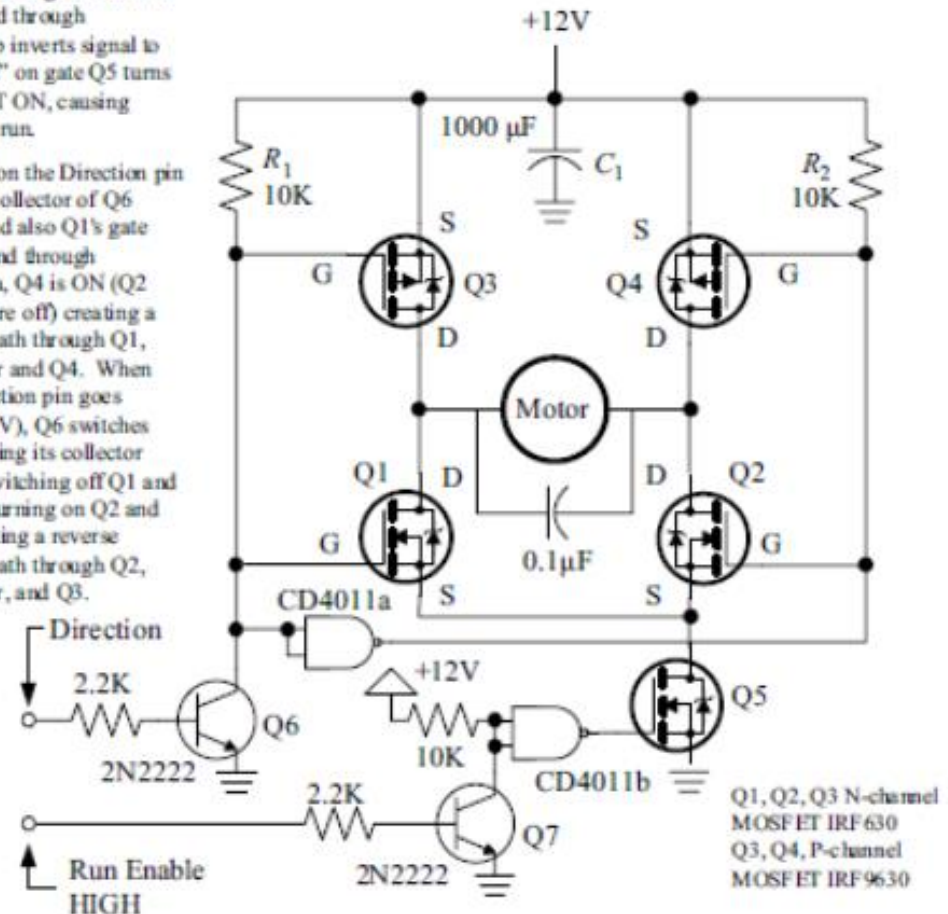 d through
inverts signal to
” on gate Q5 turns
T ON, causing
run.
on the Direction pin
ollector of Q6
d also Q1's gate
nd through
, Q4 is ON (Q2
re off) creating a
ath through Q1,
r and Q4. When
tion pin goes
V), Q6 switches
ing its collector
witching off Q1 and
urning on Q2 and
ing a reverse
ath through Q2,
r, and Q3.
+12V
1000 µF
C1
R1
10K
R2
10K
S
S
G
Q3
Q4
G
D
D
Motor
Q1
D
D
Q2
G
0.1µF
G
S
S
CD4011a
Direction
2.2K
+12V
Q5
Q6
10K
2N2222
CD4011b
2.2K
Q7
Run Enable
HIGH
2N2222
Q1, Q2, Q3 N-channel
MOSFET IRF630
Q3, Q4, P-channel
MOSFET IRF9630